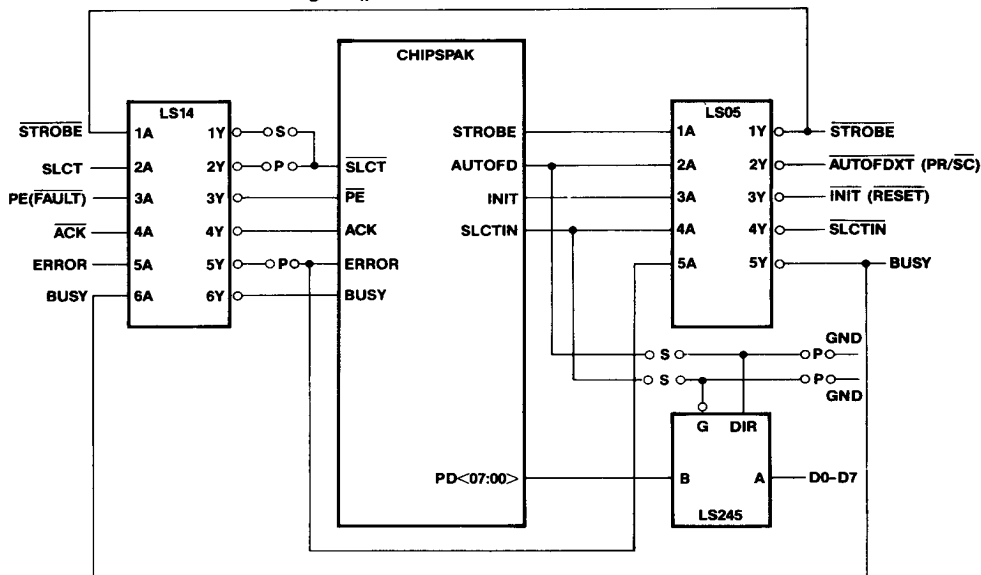 CHIPSPAK
LS14
STROBE 1A 1Y S
SLCT 2A 2Y P
PE(FAULT) 3A 3Y
ACK 4A 4Y
ERROR 5A 5Y P
BUSY 6A 6Y
SLCT
PE
ACK
ERROR
BUSY
STROBE
AUTOFD
INIT
SLCTIN
PD<07:00>
LS05
1A 1Y STROBE
2A 2Y AUTOFDXT (PR/SC)
3A 3Y INIT (RESET)
4A 4Y SLCTIN
5A 5Y BUSY
S P GND
S P GND
G DIR
B A D0-D7
LS245